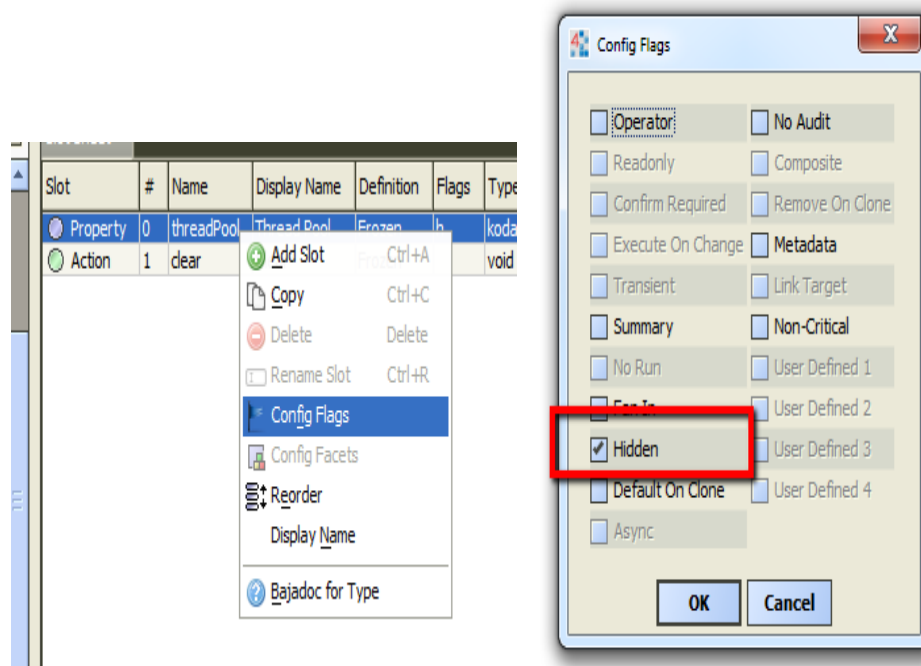 Slot # Name Display Name Definition Flags Type
Property 0 threadPool Thread Pool Frozen h koda
Action 1 clear void
Add Slot Ctrl+A
Copy Ctrl+C
Delete Delete
Rename Slot Ctrl+R
Config Flags
Config Facets
Reorder
Display Name
Bajadoc for Type
Config Flags
X
Operator No Audit
Readonly Composite
Confirm Required Remove On Clone
Execute On Change Metadata
Transient Link Target
Summary Non-Critical
No Run User Defined 1
Fan In User Defined 2
Hidden User Defined 3
Default On Clone User Defined 4
Async
OK Cancel